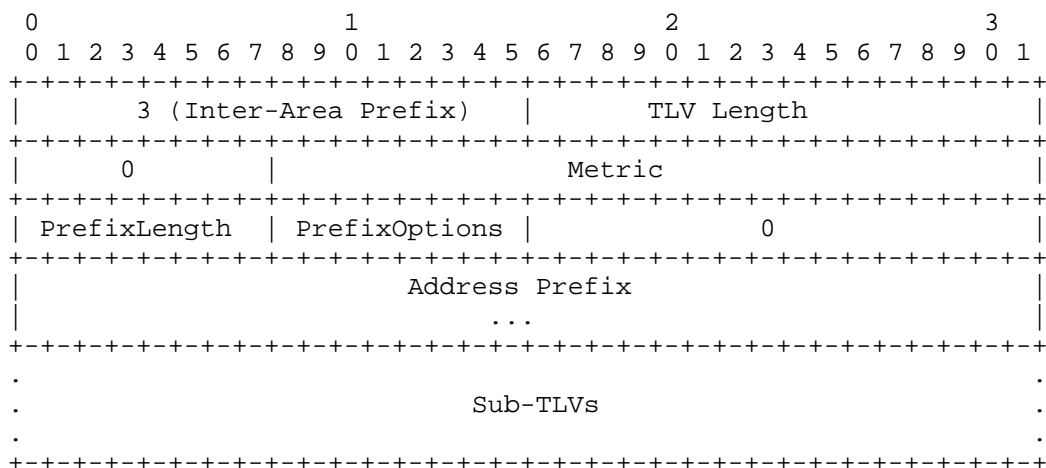 0                   1                   2                   3
 0 1 2 3 4 5 6 7 8 9 0 1 2 3 4 5 6 7 8 9 0 1 2 3 4 5 6 7 8 9 0 1
+-+-+-+-+-+-+-+-+-+-+-+-+-+-+-+-+-+-+-+-+-+-+-+-+-+-+-+-+-+-+-+-+
|       3 (Inter-Area Prefix)   |       TLV Length              |
+-+-+-+-+-+-+-+-+-+-+-+-+-+-+-+-+-+-+-+-+-+-+-+-+-+-+-+-+-+-+-+-+
|      0        |                  Metric                       |
+-+-+-+-+-+-+-+-+-+-+-+-+-+-+-+-+-+-+-+-+-+-+-+-+-+-+-+-+-+-+-+-+
| PrefixLength  | PrefixOptions |              0                |
+-+-+-+-+-+-+-+-+-+-+-+-+-+-+-+-+-+-+-+-+-+-+-+-+-+-+-+-+-+-+-+-+
|                        Address Prefix                         |
|                             ...                               |
+-+-+-+-+-+-+-+-+-+-+-+-+-+-+-+-+-+-+-+-+-+-+-+-+-+-+-+-+-+-+-+-+
.                                                               .
.                            Sub-TLVs                           .
.                                                               .
+-+-+-+-+-+-+-+-+-+-+-+-+-+-+-+-+-+-+-+-+-+-+-+-+-+-+-+-+-+-+-+-+